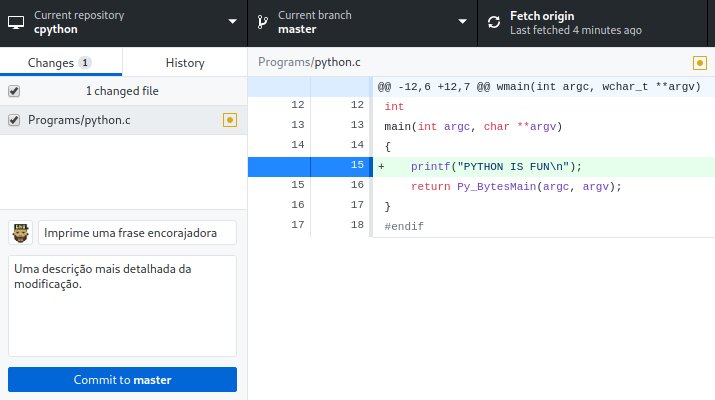 Current repository
cpython
Current branch
master
Fetch origin
Last fetched 4 minutes ago
Changes 1
History
Programs/python.c
1 changed file
Programs/python.c
@@ -12,6 +12,7 @@ wmain(int argc, wchar_t **argv)
12 12 int
13 13 main(int argc, char **argv)
14 14 {
15 + printf("PYTHON IS FUN\n");
15 16 return Py_BytesMain(argc, argv);
16 17 }
17 18 #endif
Imprime uma frase encorajadora
Uma descrição mais detalhada da
modificação.
Commit to master